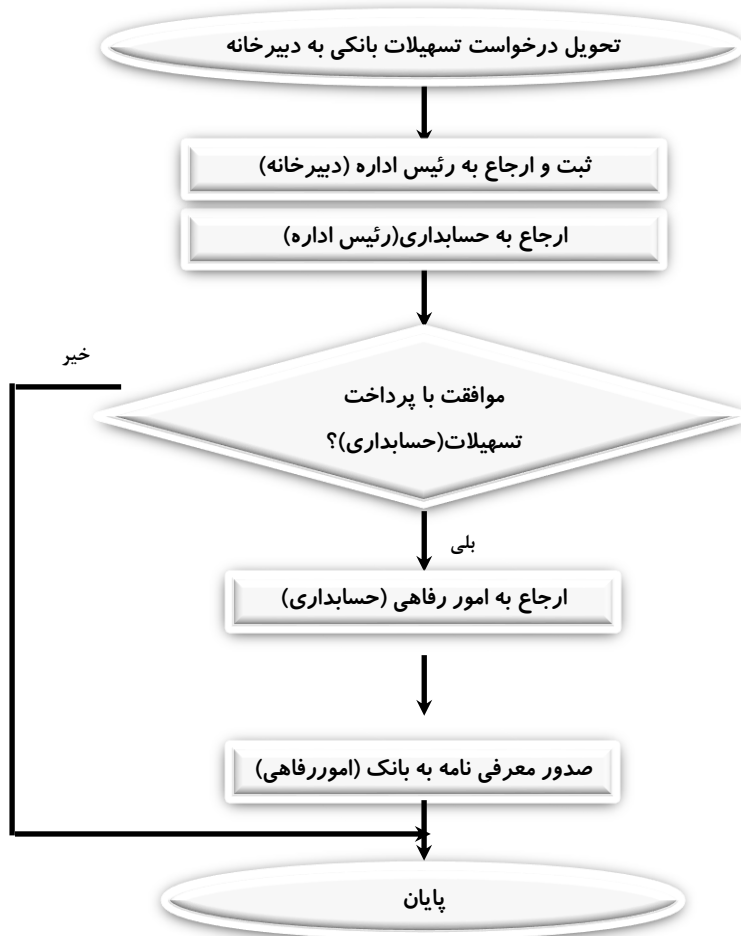 تحویل درخواست تسهیلات بانکی به دبیرخانه
ثبت و ارجاع به رئیس اداره (دبیرخانه)
ارجاع به حسابداری(رئیس اداره)
خیر
موافقت با پرداخت
تسهیلات(حسابداری)؟
بلی
ارجاع به امور رفاهی (حسابداری)
صدور معرفی نامه به بانک (اموررفاهی)
پایان